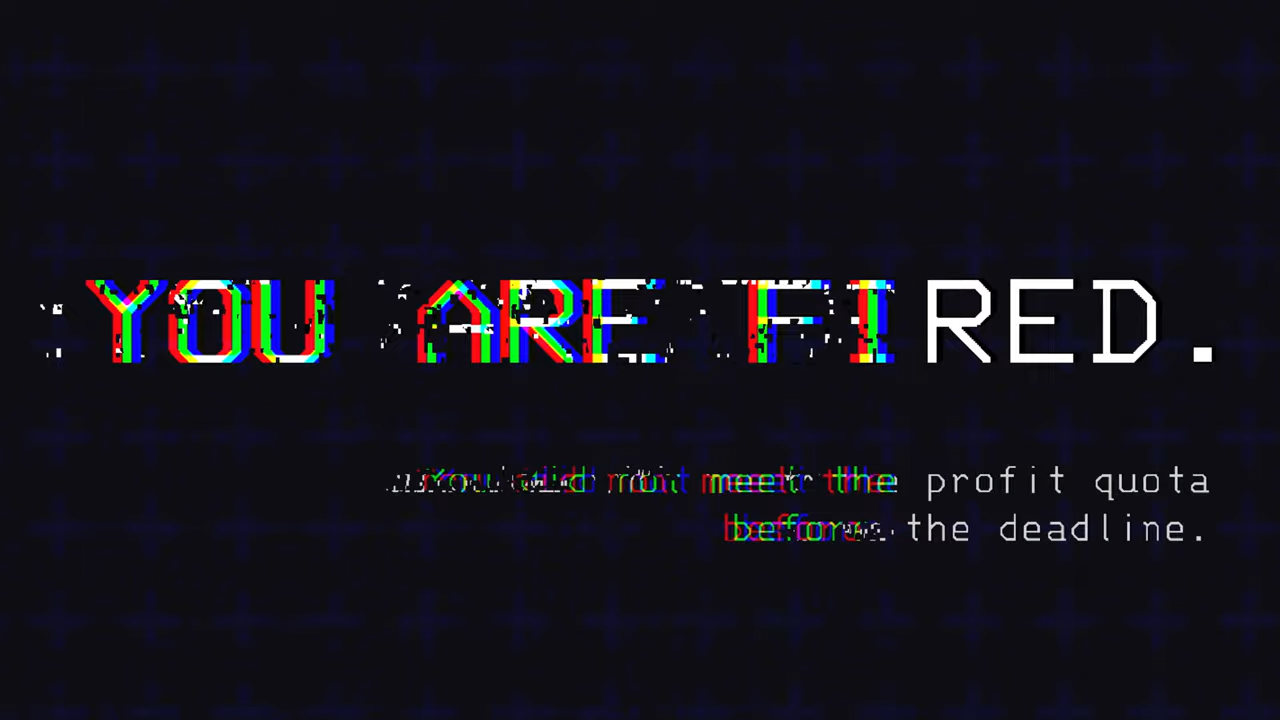 YOU ARE FIRED.
You did not meet the profit quota
before the deadline.